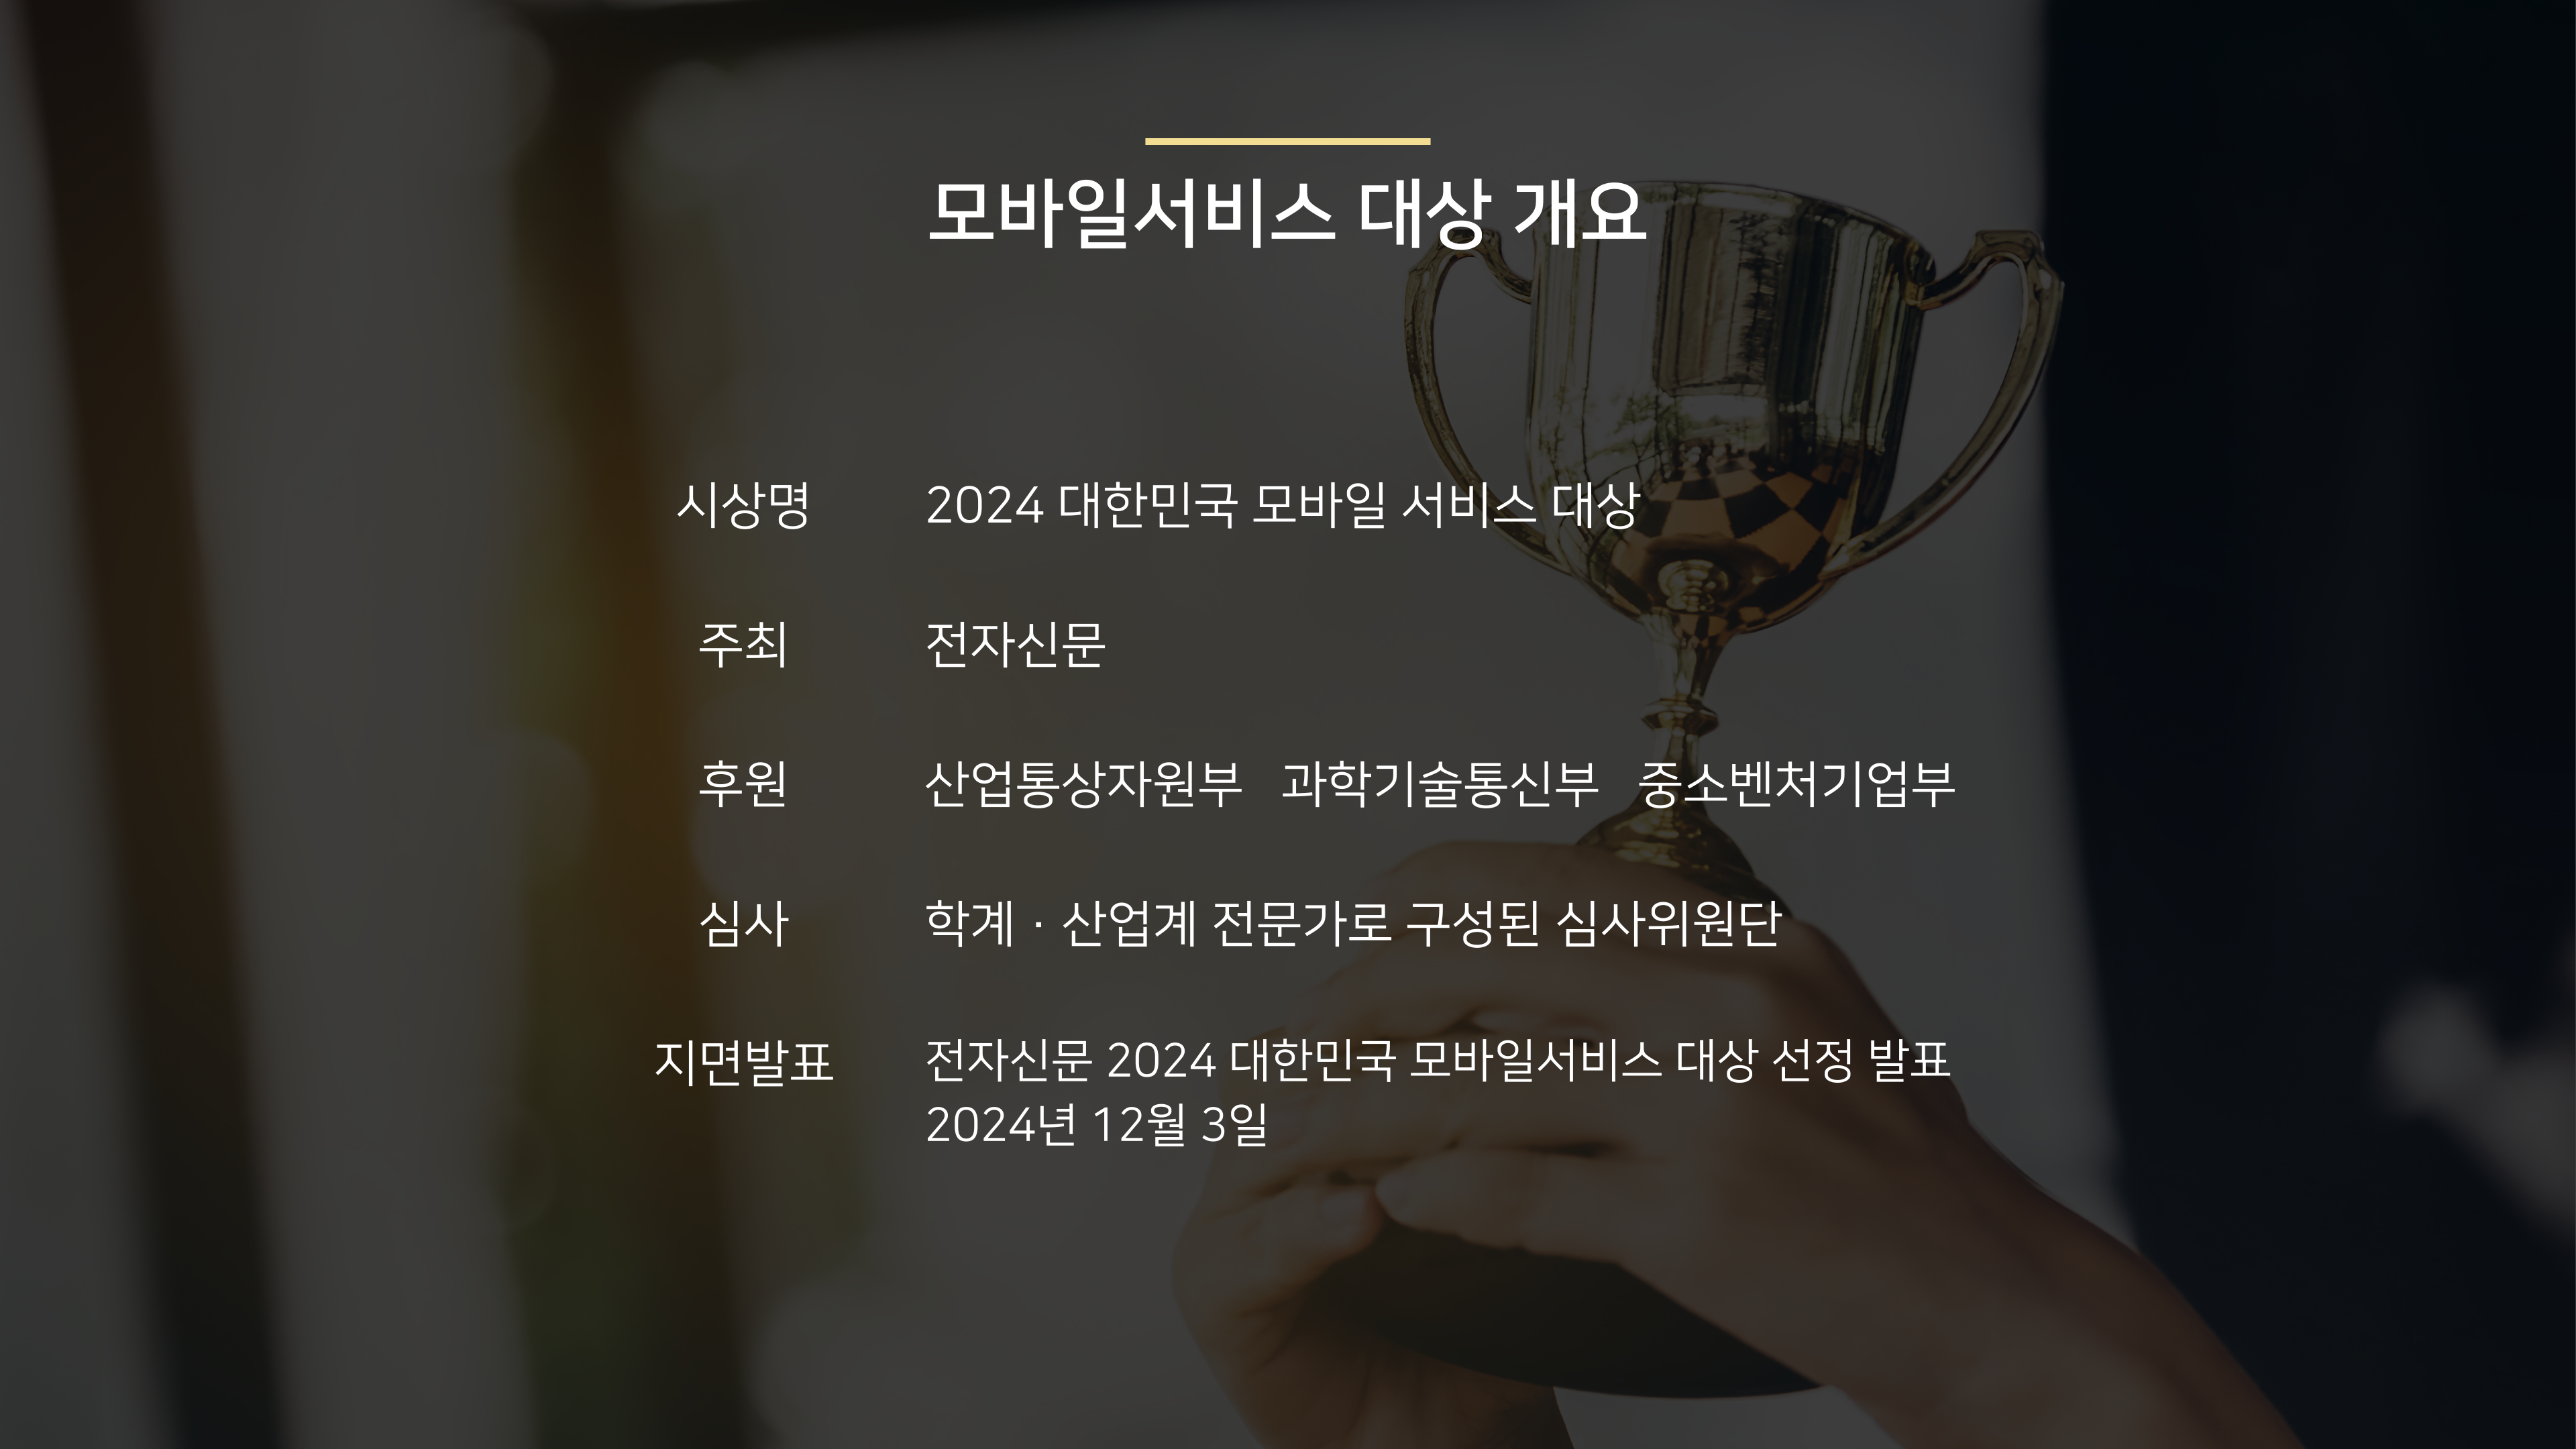 모바일서비스 대상 개요
시상명 2024 대한민국 모바일 서비스 대상
주최 전자신문
후원 산업통상자원부 과학기술통신부 중소벤처기업부
심사 학계 · 산업계 전문가로 구성된 심사위원단
지면발표 전자신문 2024 대한민국 모바일서비스 대상 선정 발표
2024년 12월 3일